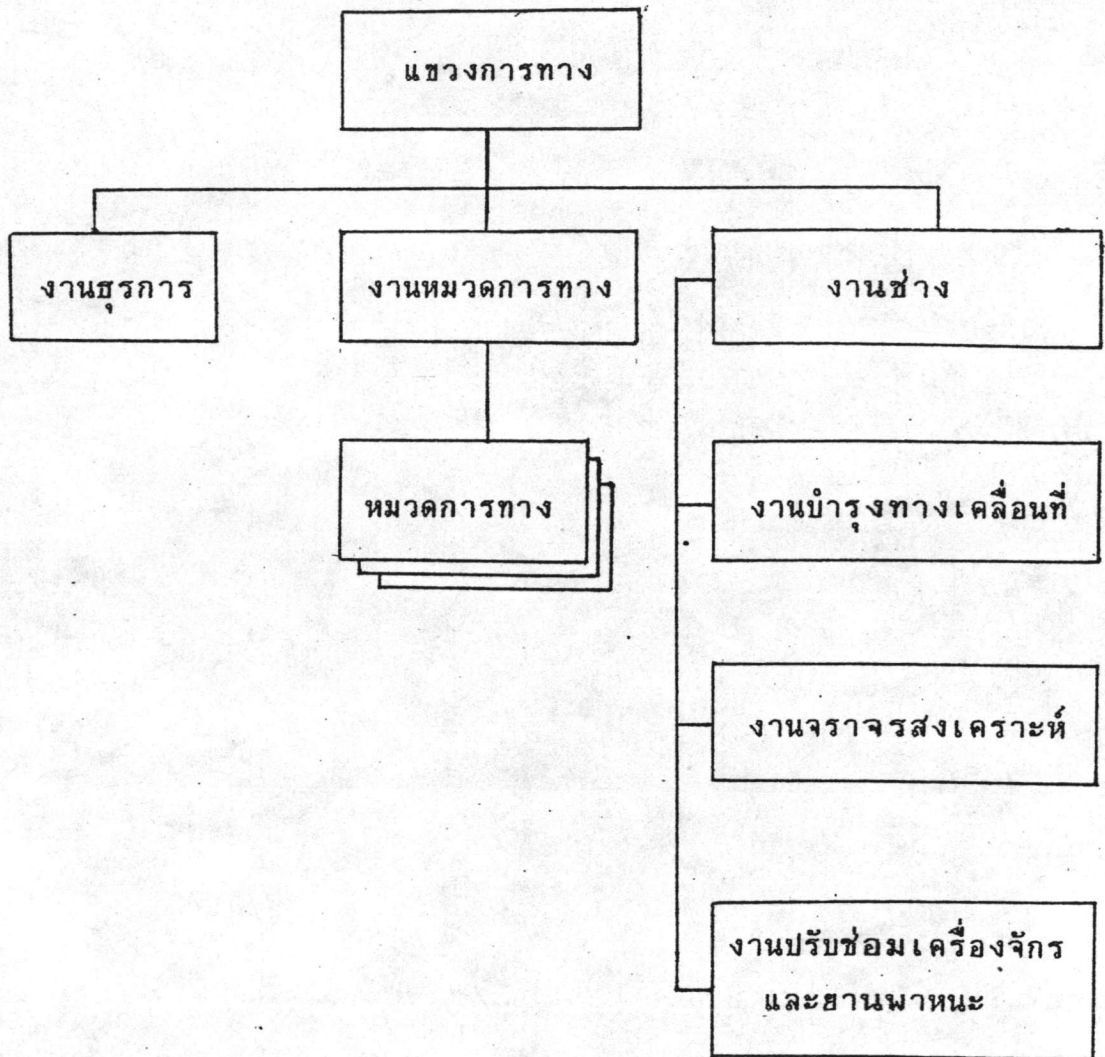 แขวงการทาง
งานธุรการ
งานหมวดการทาง
งานช่าง
หมวดการทาง
งานบำรุงทางเคลื่อนที่
งานจราจรสงเคราะห์
งานปรับซ่อมเครื่องจักร
และยานพาหนะ